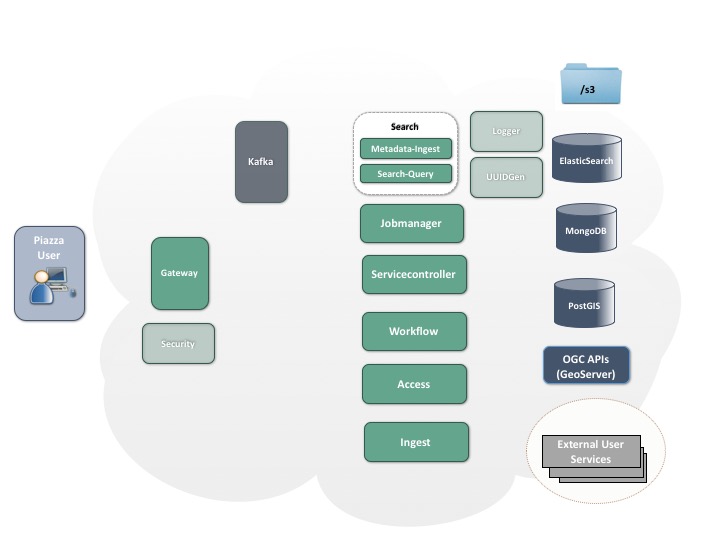 /s3
Kafka
Search
Metadata-Ingest
Search-Query
Logger
UUIDGen
ElasticSearch
Piazza
User
Gateway
Security
Jobmanager
Servicecontroller
Workflow
Access
Ingest
MongoDB
PostGIS
OGC APIs
(GeoServer)
External User
Services